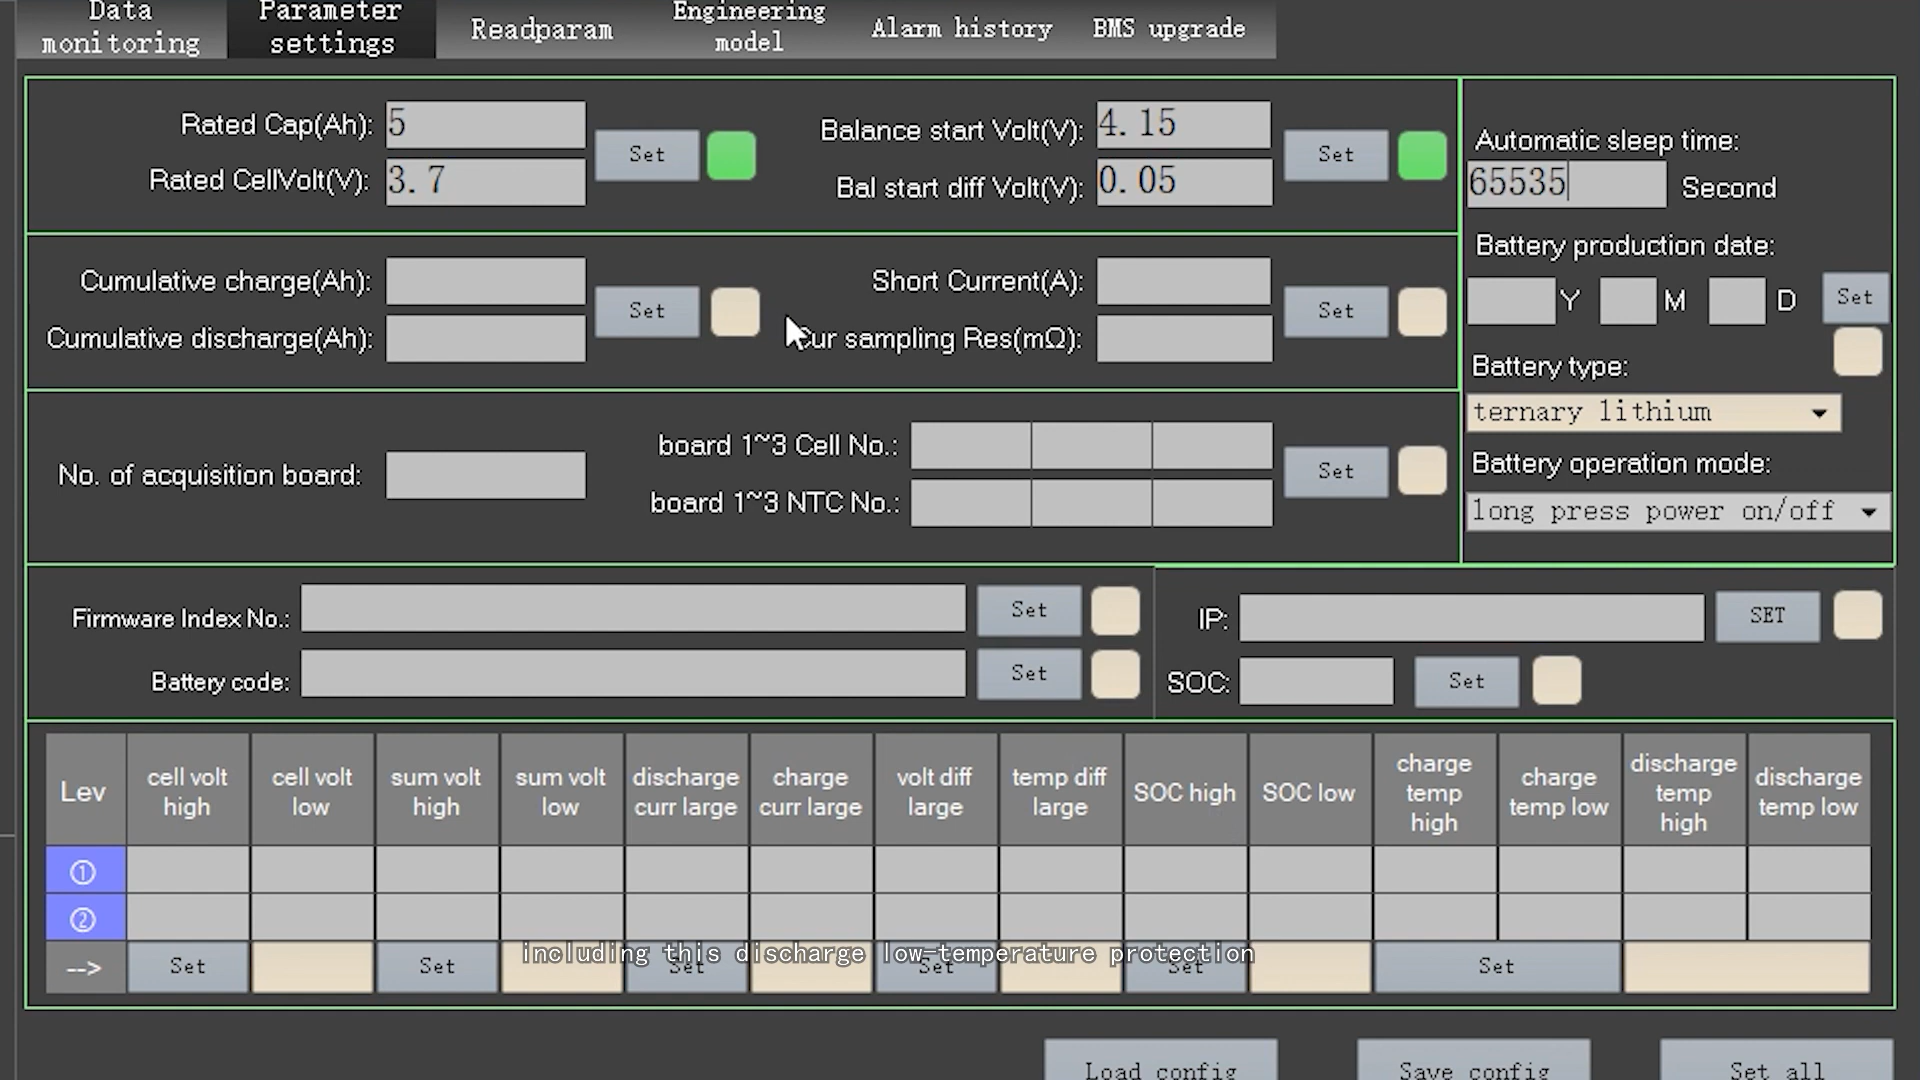 Data monitoring
Parameter settings
Readparam
Engineering model
Alarm history
BMS upgrade
Rated Cap(Ah): 5
Rated CellVolt(V): 3.7
Set
Balance start Volt(V): 4.15
Bal start diff Volt(V): 0.05
Set
Automatic sleep time:
65535 Second
Battery production date:
Y M D Set
Battery type:
ternary lithium
Battery operation mode:
long press power on/off
Cumulative charge(Ah):
Cumulative discharge(Ah):
Set
Short Current(A):
Cur sampling Res(mΩ):
Set
No. of acquisition board:
board 1~3 Cell No.:
board 1~3 NTC No.:
Set
Firmware Index No.: Set
Battery code: Set
IP: SET
SOC: Set
Lev
cell volt high
cell volt low
sum volt high
sum volt low
discharge curr large
charge curr large
volt diff large
temp diff large
SOC high
SOC low
charge temp high
charge temp low
discharge temp high
discharge temp low
①
②
--> Set Set Set Set Set Set
including this discharge low-temperature protection
Load config
Save config
Set all